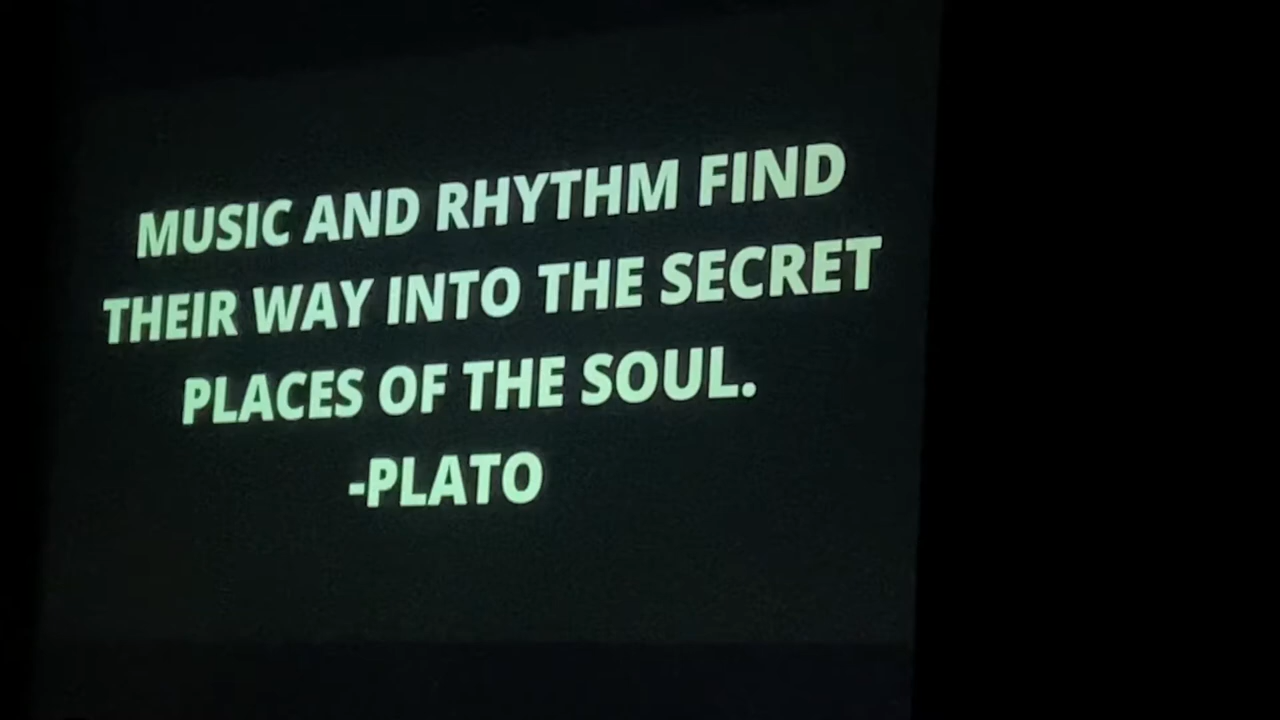 MUSIC AND RHYTHM FIND
THEIR WAY INTO THE SECRET
PLACES OF THE SOUL.
-PLATO